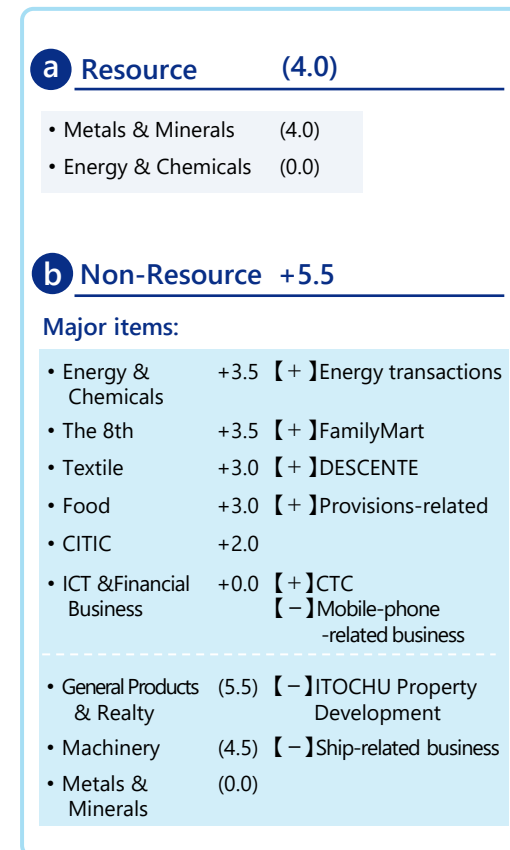 a Resource (4.0)
• Metals & Minerals (4.0)
• Energy & Chemicals (0.0)
b Non-Resource +5.5
Major items:
• Energy & +3.5 【+】Energy transactions
Chemicals
• The 8th +3.5 【+】FamilyMart
• Textile +3.0 【+】DESCENTE
• Food +3.0 【+】Provisions-related
• CITIC +2.0
• ICT &Financial +0.0 【+】CTC
Business 【−】Mobile-phone
-related business
• General Products (5.5) 【−】ITOCHU Property
& Realty Development
• Machinery (4.5) 【−】Ship-related business
• Metals & (0.0)
Minerals